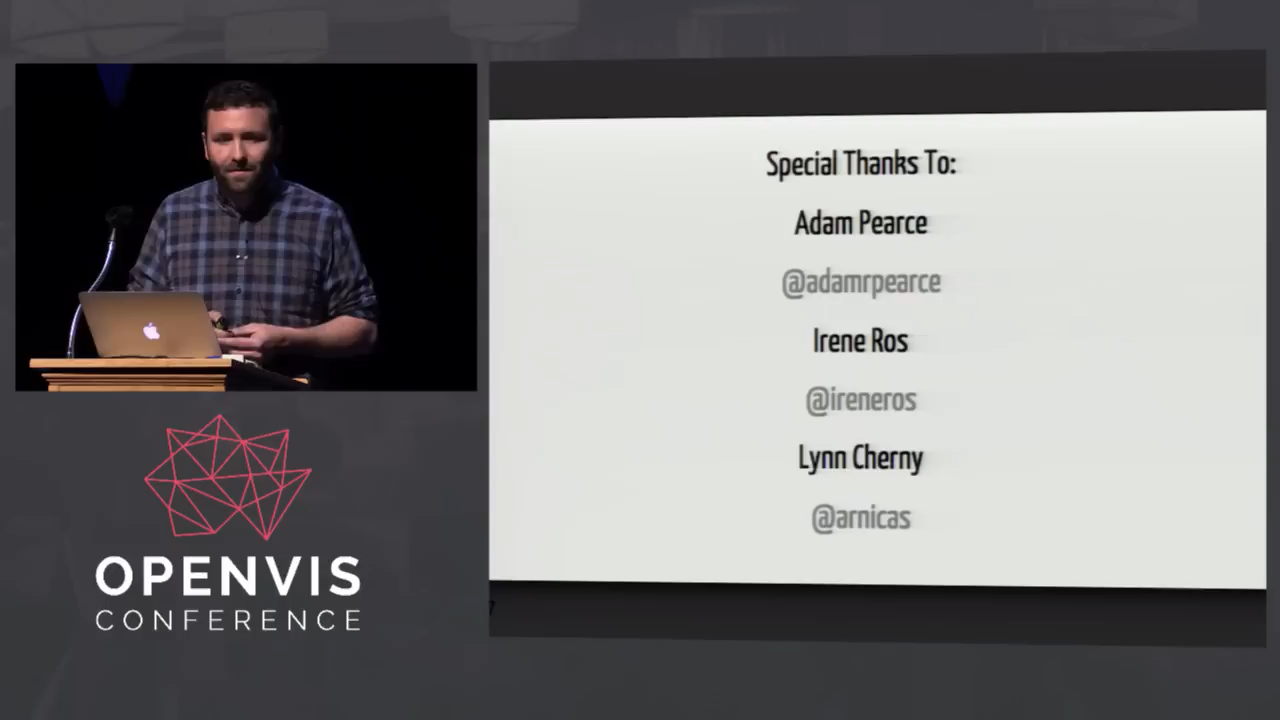 Special Thanks To:
Adam Pearce
@adamrpearce
Irene Ros
@ireneros
Lynn Cherny
@arnicas
OPENVIS
CONFERENCE